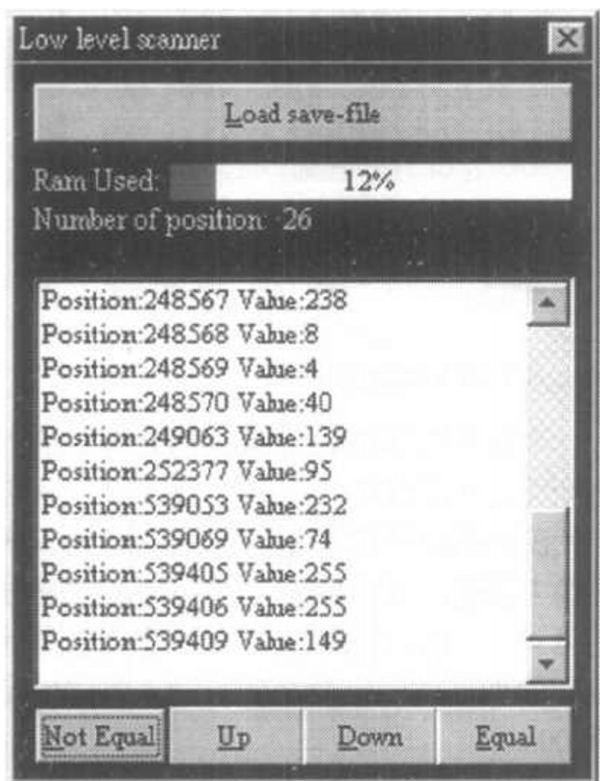 Low level scanner
Load save-file
Ram Used: 12%
Number of position: 26
Position:248567 Value:238
Position:248568 Value:8
Position:248569 Value:4
Position:248570 Value:40
Position:249063 Value:139
Position:252377 Value:95
Position:539053 Value:232
Position:539069 Value:74
Position:539405 Value:255
Position:539406 Value:255
Position:539409 Value:149
Not Equal Up Down Equal